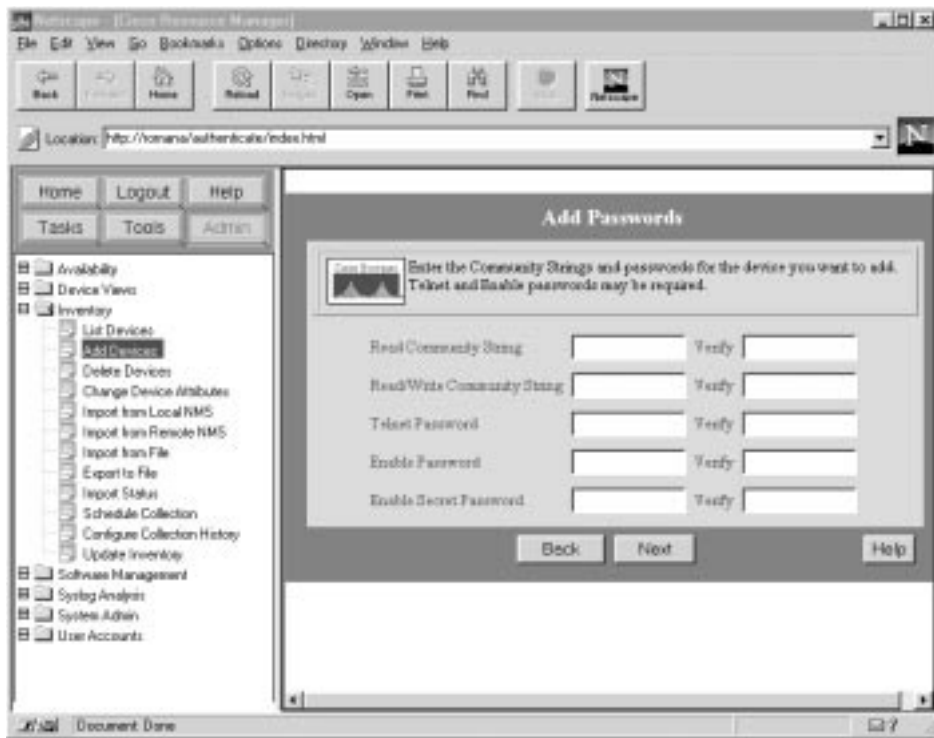 Netscape - [Cisco Resource Manager]
File Edit View Go Bookmarks Options Directory Window Help
Back Forward Home Reload Images Open Print Find Stop Netscape
Location: http://romana/authenticate/index.html
N
Home Logout Help
Tasks Tools Admin
Availability
Device Views
Inventory
List Devices
Add Devices
Delete Devices
Change Device Attributes
Import from Local NMS
Import from Remote NMS
Import from File
Export to File
Import Status
Schedule Collection
Configure Collection History
Update Inventory
Software Management
Syslog Analysis
System Admin
User Accounts
Add Passwords
Cisco Systems
Enter the Community Strings and passwords for the device you want to add.
Telnet and Enable passwords may be required.
Read Community String Verify
Read/Write Community String Verify
Telnet Password Verify
Enable Password Verify
Enable Secret Password Verify
Back Next Help
Document: Done